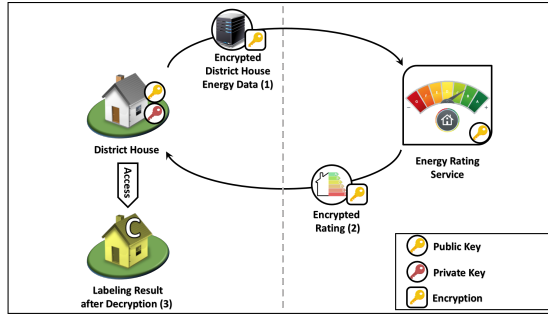 Encrypted
District House
Energy Data (1)
District House
Energy Rating
Service
Access
Encrypted
Rating (2)
C
Labeling Result
after Decryption (3)
Public Key
Private Key
Encryption